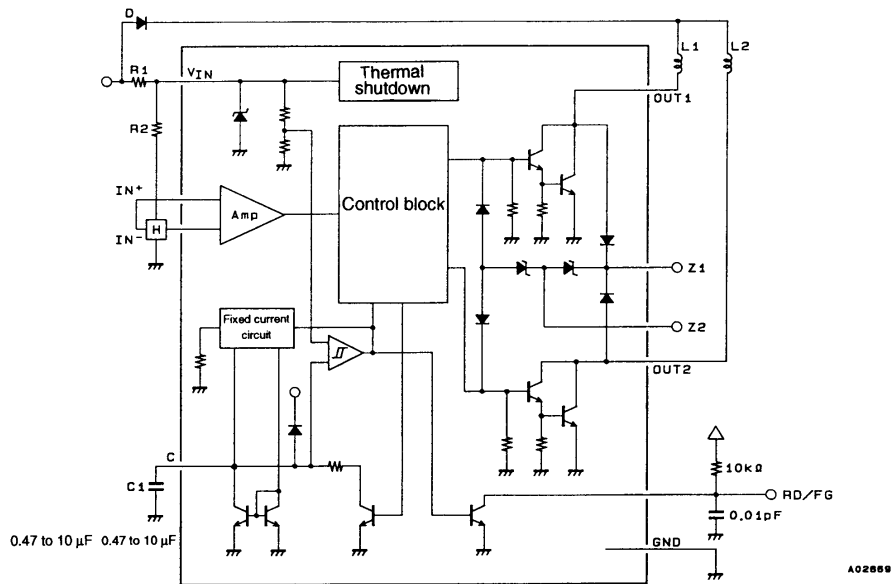 D
L1
L2
R1
VIN
Thermal
shutdown
OUT1
R2
IN+
Amp
Control block
IN-
H
Z1
Fixed current
circuit
Z2
OUT2
C
10kΩ
C1
RD/FG
0.01pF
0.47 to 10 µF 0.47 to 10 µF
GND
A02669